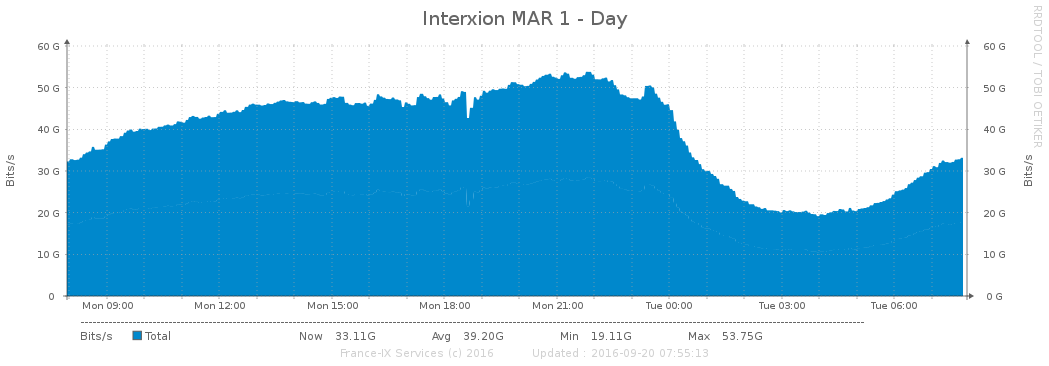 Interxion MAR 1 - Day
RRDTOOL / TOBI OETIKER
60 G 60 G
50 G 50 G
40 G 40 G
30 G 30 G
20 G 20 G
10 G 10 G
0 0 G
Bits/s
Bits/s
Mon 09:00 Mon 12:00 Mon 15:00 Mon 18:00 Mon 21:00 Tue 00:00 Tue 03:00 Tue 06:00
Bits/s Total Now 33.11G Avg 39.20G Min 19.11G Max 53.75G
France-IX Services (c) 2016 Updated : 2016-09-20 07:55:13